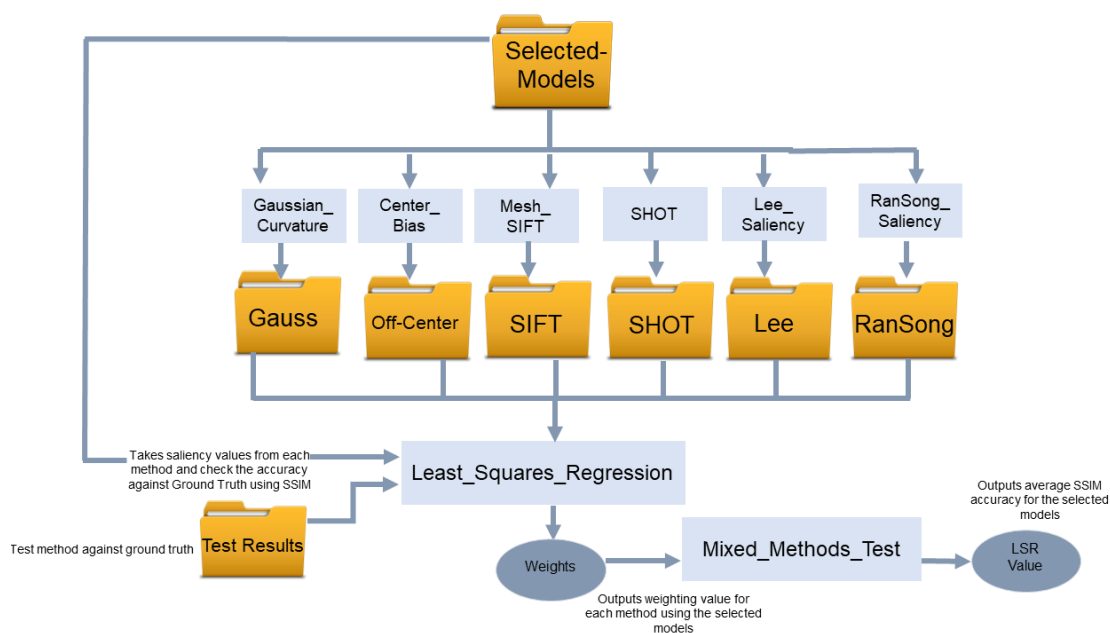 Selected-
Models
Gaussian_
Curvature
Center_
Bias
Mesh_
SIFT
SHOT
Lee_
Saliency
RanSong_
Saliency
Gauss
Off-Center
SIFT
SHOT
Lee
RanSong
Takes saliency values from each
method and check the accuracy
against Ground Truth using SSIM
Least_Squares_Regression
Test method against ground truth
Test Results
Weights
Outputs weighting value for
each method using the selected
models
Mixed_Methods_Test
Outputs average SSIM
accuracy for the selected
models
LSR
Value